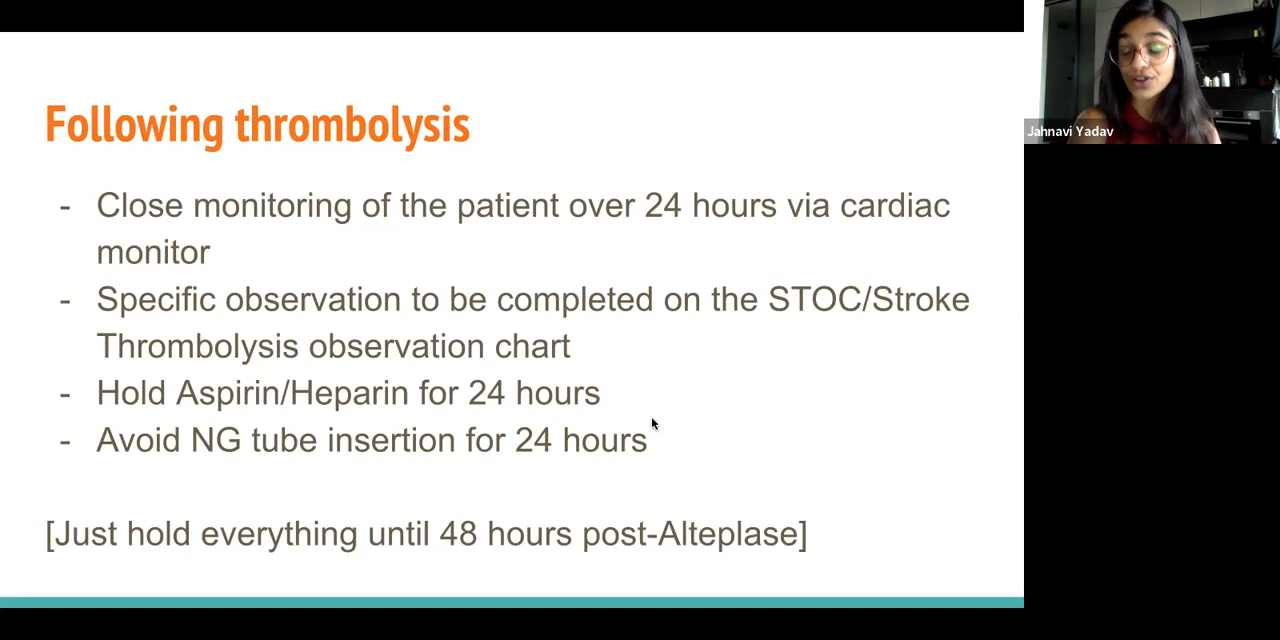 Following thrombolysis
- Close monitoring of the patient over 24 hours via cardiac
monitor
- Specific observation to be completed on the STOC/Stroke
Thrombolysis observation chart
- Hold Aspirin/Heparin for 24 hours
- Avoid NG tube insertion for 24 hours
[Just hold everything until 48 hours post-Alteplase]
Jahnavi Yadav